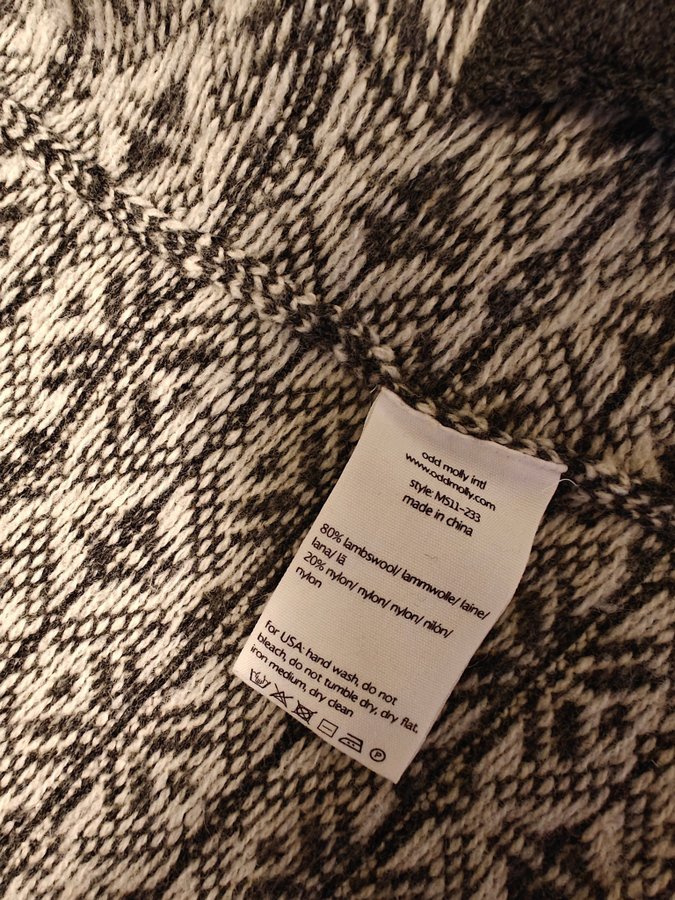 odd molly intl
www.oddmolly.com
style: MS11-233
made in china
80% lambswool/ lammwolle/ laine/
lana/ lã
20% nylon/ nylon/ nylon/ nilón/
nylon
For USA: hand wash, do not
bleach, do not tumble dry, dry flat,
iron medium, dry clean
P